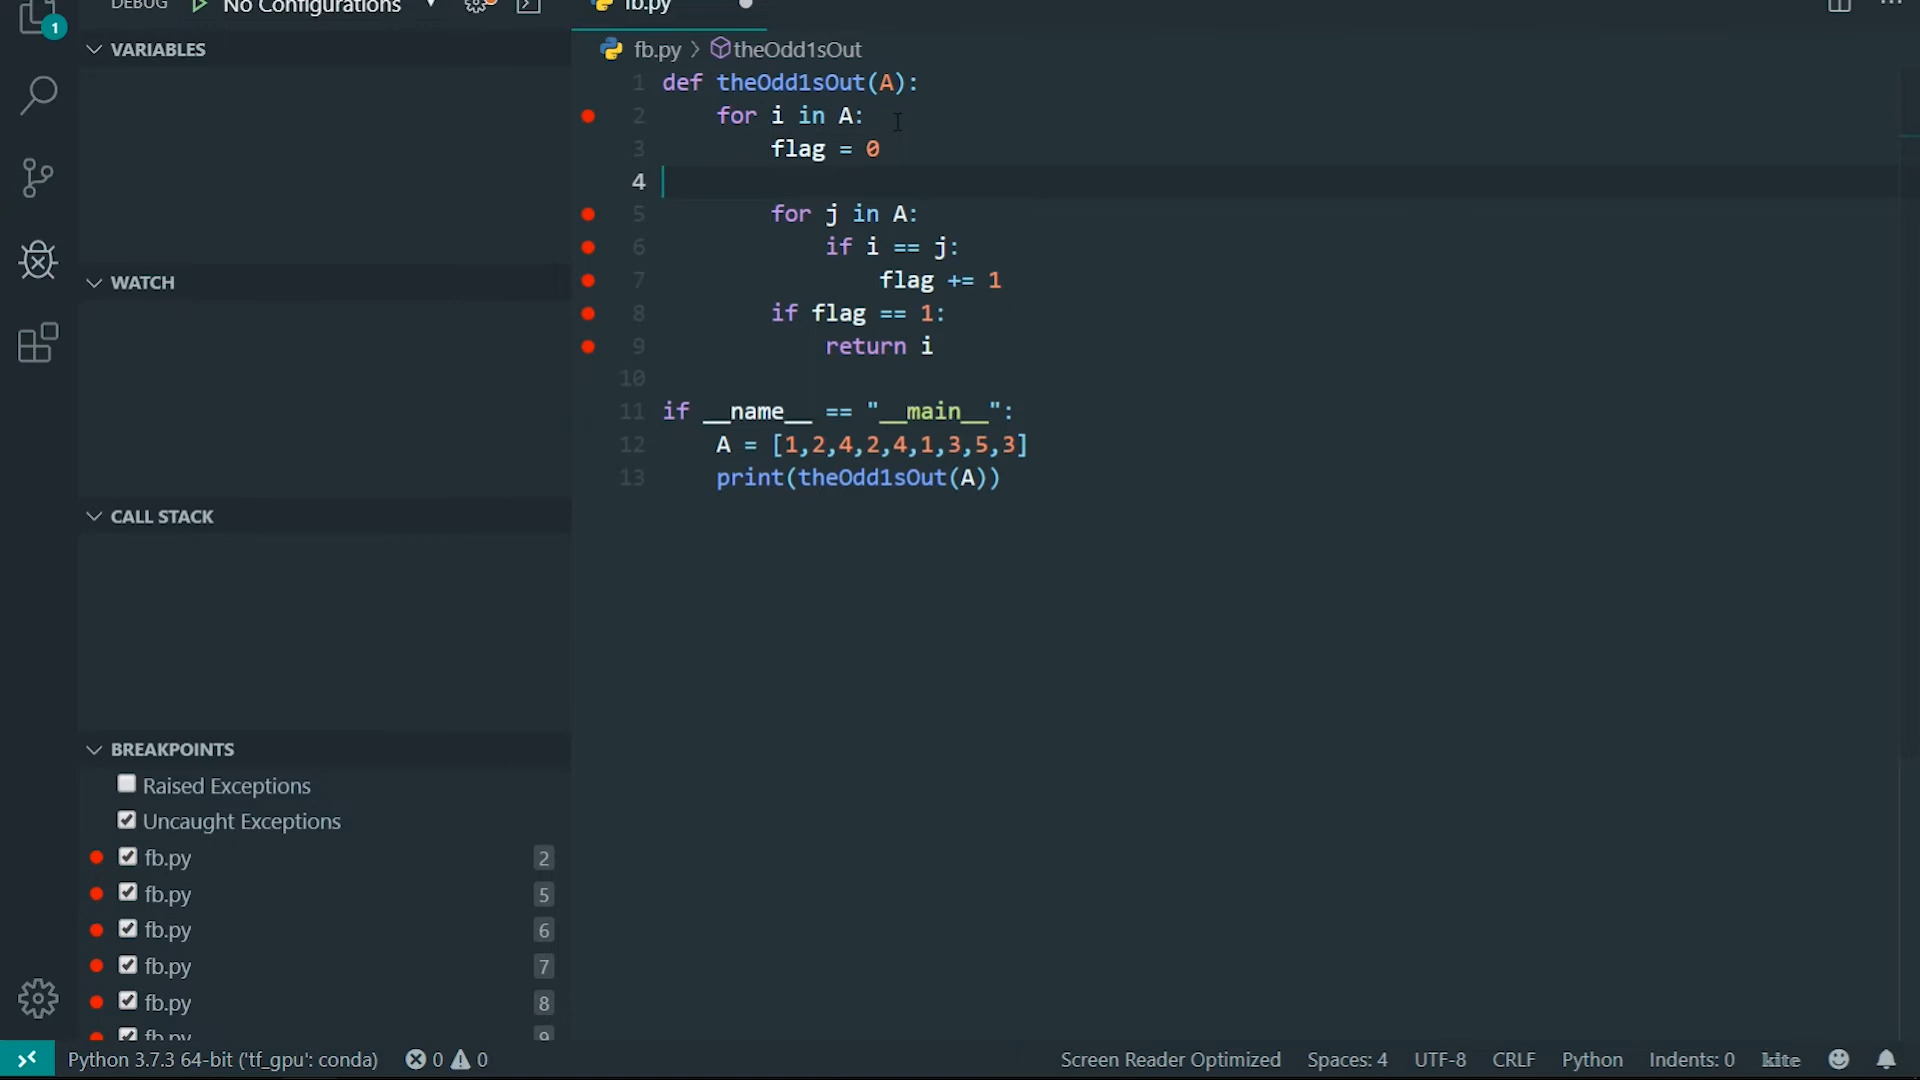 1
DEBUG No Configurations
VARIABLES
WATCH
CALL STACK
BREAKPOINTS
Raised Exceptions
Uncaught Exceptions
fb.py 2
fb.py 5
fb.py 6
fb.py 7
fb.py 8
fb.py 9
fb.py
fb.py theOdd1sOut
1 def theOdd1sOut(A):
2 for i in A:
3 flag = 0
4
5 for j in A:
6 if i == j:
7 flag += 1
8 if flag == 1:
9 return i
10
11 if __name__ == "__main__":
12 A = [1,2,4,2,4,1,3,5,3]
13 print(theOdd1sOut(A))
Python 3.7.3 64-bit ('tf_gpu': conda) 0 0 Screen Reader Optimized Spaces: 4 UTF-8 CRLF Python Indents: 0 kite